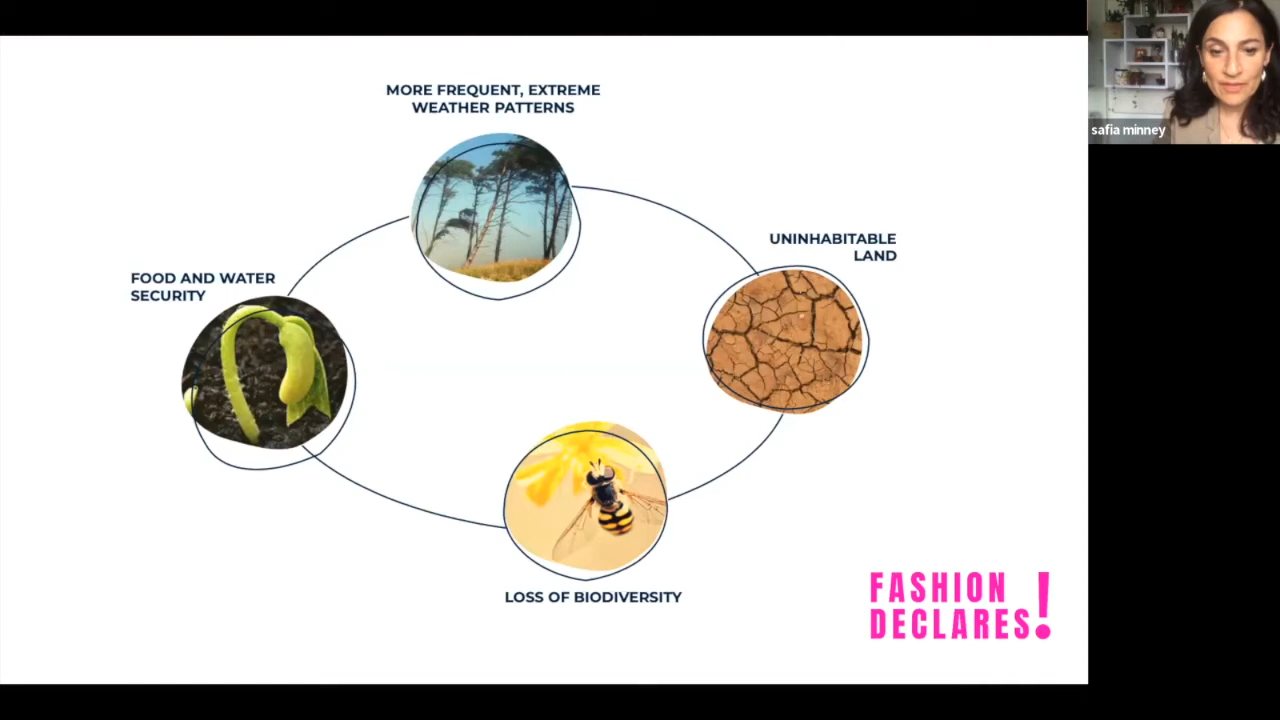 MORE FREQUENT, EXTREME
WEATHER PATTERNS
safia minney
UNINHABITABLE
LAND
FOOD AND WATER
SECURITY
LOSS OF BIODIVERSITY
FASHION
DECLARES!